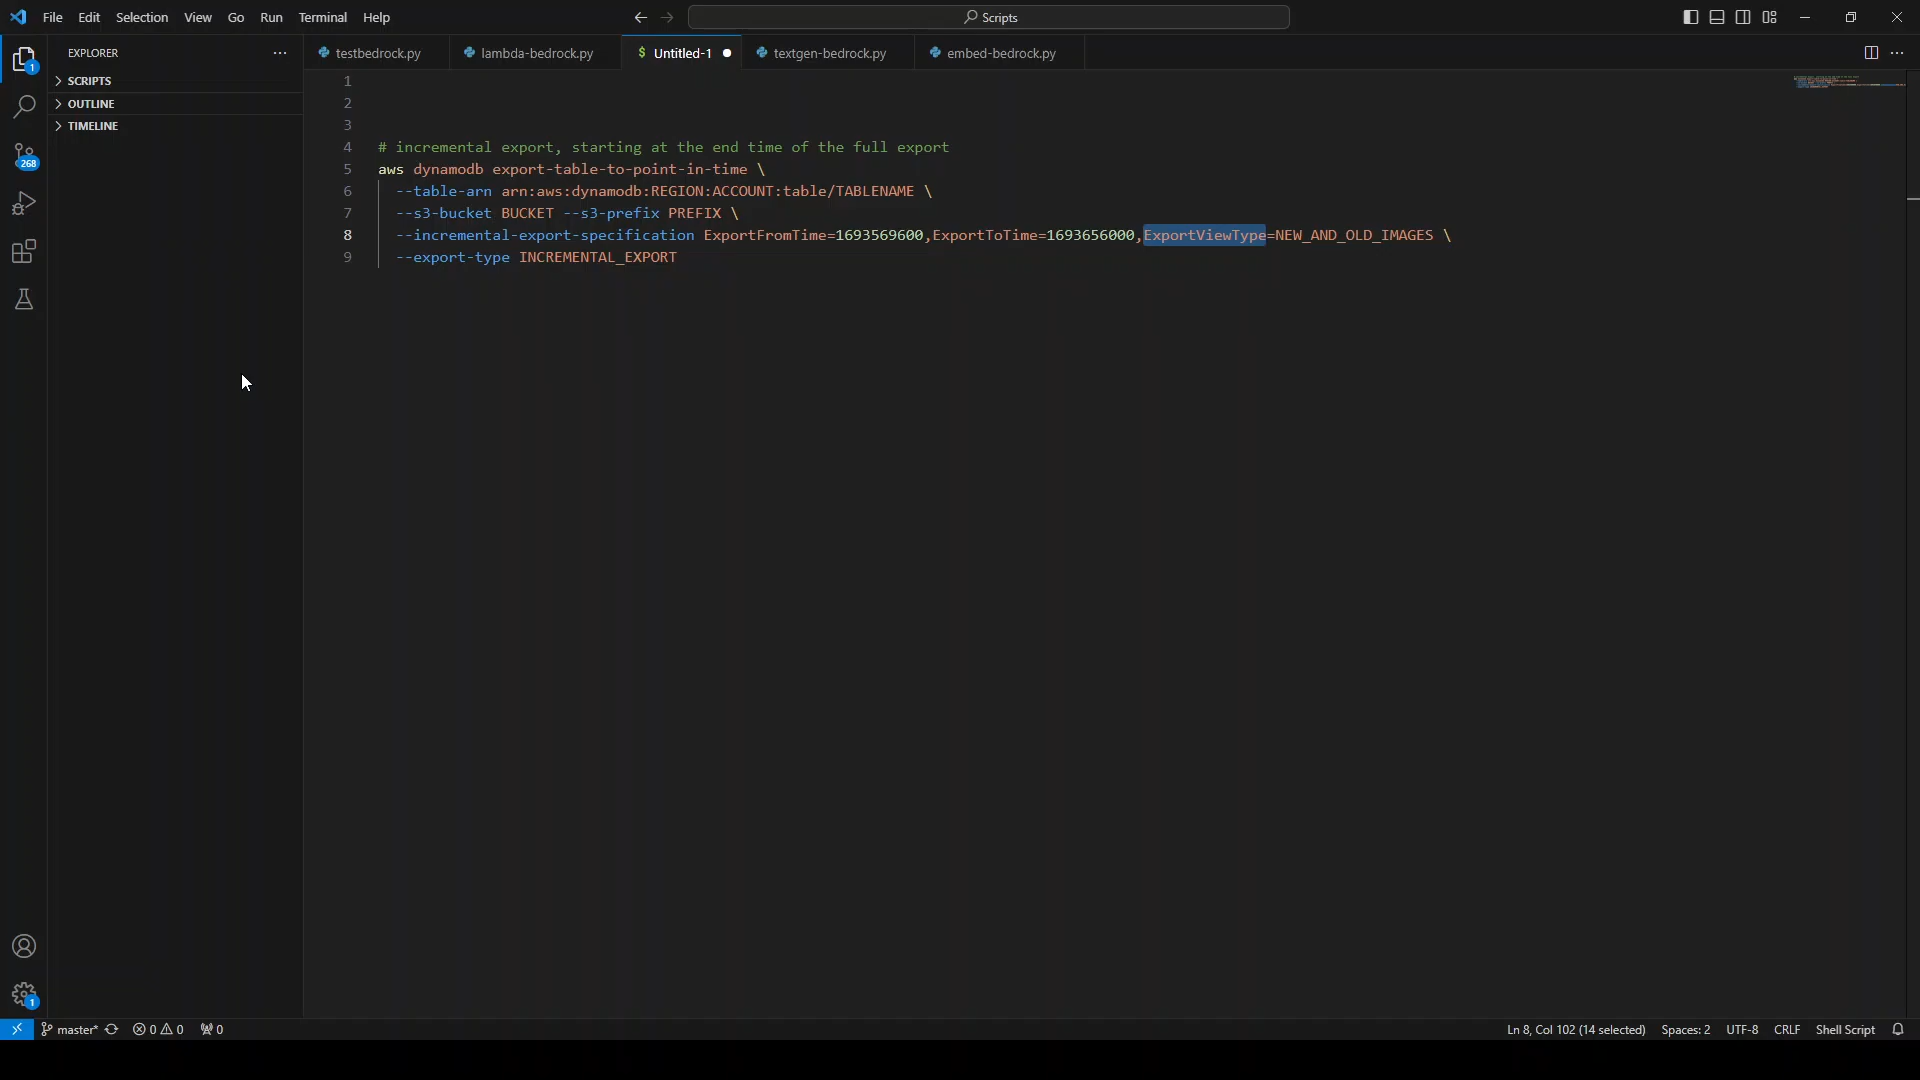 File Edit Selection View Go Run Terminal Help
Scripts
EXPLORER
testbedrock.py
lambda-bedrock.py
$ Untitled-1
textgen-bedrock.py
embed-bedrock.py
1
SCRIPTS
OUTLINE
TIMELINE
268
1
2
3
4 # incremental export, starting at the end time of the full export
5 aws dynamodb export-table-to-point-in-time \
6 --table-arn arn:aws:dynamodb:REGION:ACCOUNT:table/TABLENAME \
7 --s3-bucket BUCKET --s3-prefix PREFIX \
8 --incremental-export-specification ExportFromTime=1693569600,ExportToTime=1693656000,ExportViewType=NEW_AND_OLD_IMAGES \
9 --export-type INCREMENTAL_EXPORT
1
master* 0 0 0
Ln 8, Col 102 (14 selected) Spaces: 2 UTF-8 CRLF Shell Script